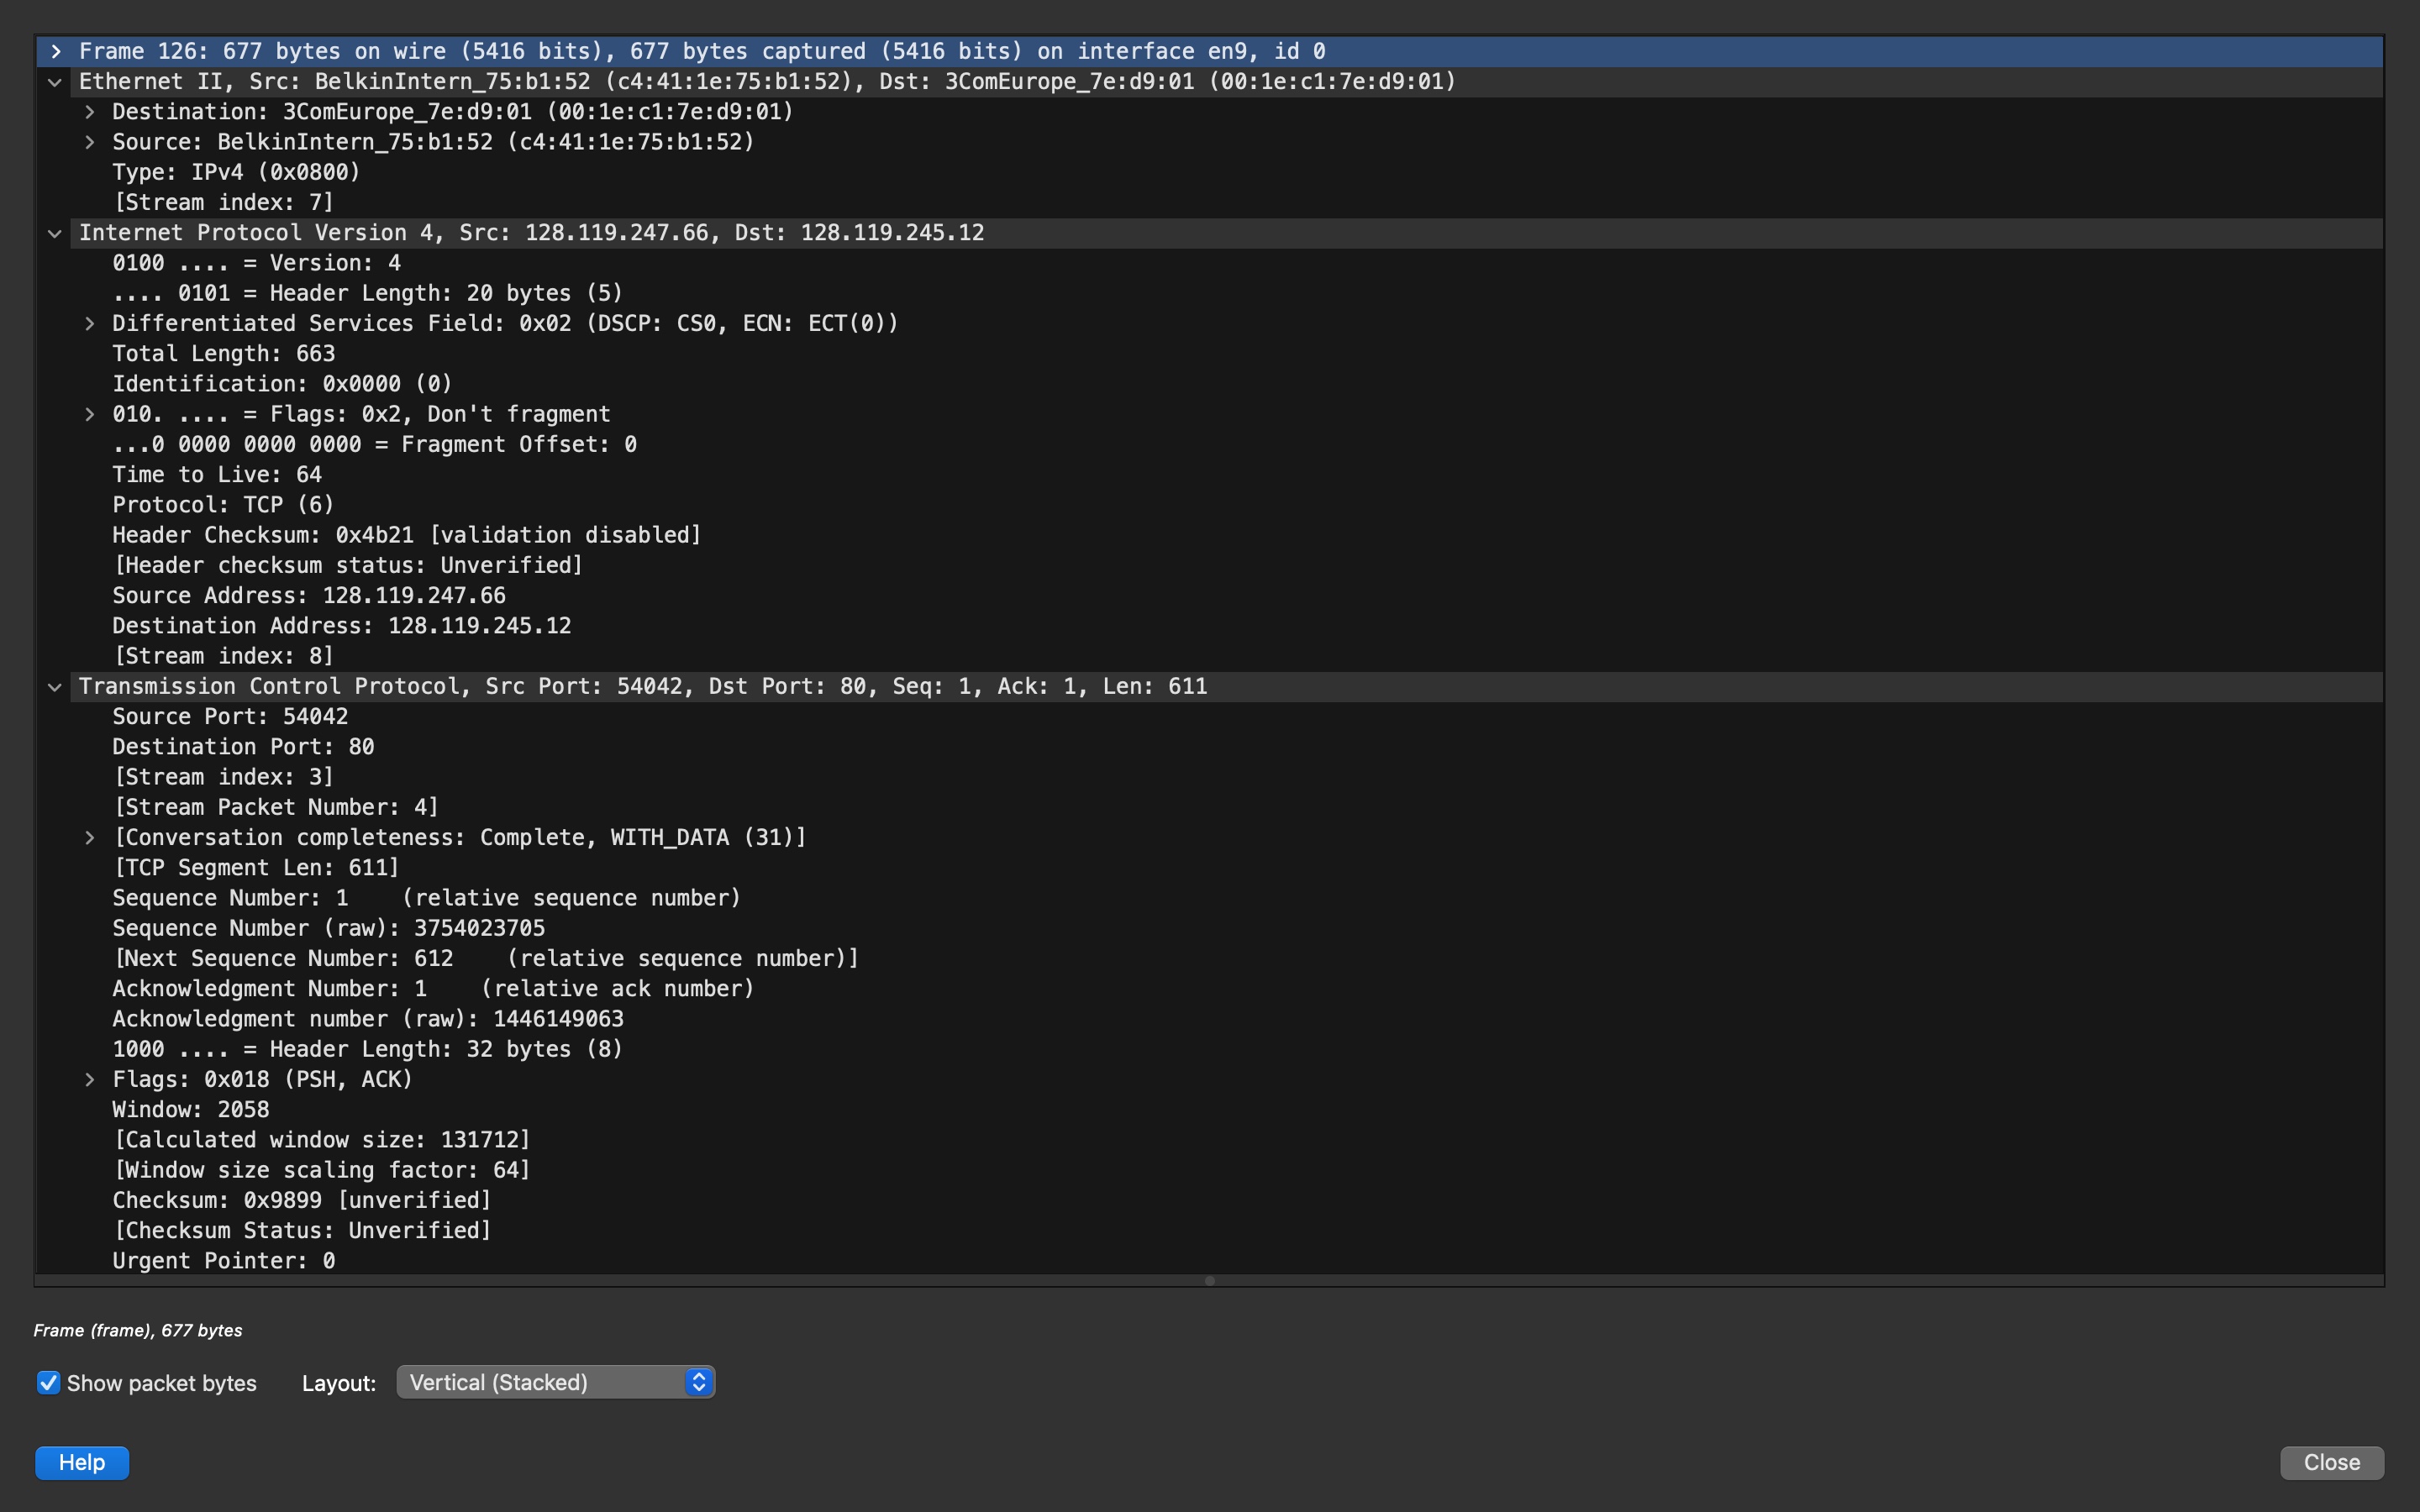 Frame 126: 677 bytes on wire (5416 bits), 677 bytes captured (5416 bits) on interface en9, id 0
Ethernet II, Src: BelkinIntern_75:b1:52 (c4:41:1e:75:b1:52), Dst: 3ComEurope_7e:d9:01 (00:1e:c1:7e:d9:01)
Destination: 3ComEurope_7e:d9:01 (00:1e:c1:7e:d9:01)
Source: BelkinIntern_75:b1:52 (c4:41:1e:75:b1:52)
Type: IPv4 (0x0800)
[Stream index: 7]
Internet Protocol Version 4, Src: 128.119.247.66, Dst: 128.119.245.12
0100 .... = Version: 4
.... 0101 = Header Length: 20 bytes (5)
Differentiated Services Field: 0x02 (DSCP: CS0, ECN: ECT(0))
Total Length: 663
Identification: 0x0000 (0)
010. .... = Flags: 0x2, Don't fragment
...0 0000 0000 0000 = Fragment Offset: 0
Time to Live: 64
Protocol: TCP (6)
Header Checksum: 0x4b21 [validation disabled]
[Header checksum status: Unverified]
Source Address: 128.119.247.66
Destination Address: 128.119.245.12
[Stream index: 8]
Transmission Control Protocol, Src Port: 54042, Dst Port: 80, Seq: 1, Ack: 1, Len: 611
Source Port: 54042
Destination Port: 80
[Stream index: 3]
[Stream Packet Number: 4]
[Conversation completeness: Complete, WITH_DATA (31)]
[TCP Segment Len: 611]
Sequence Number: 1    (relative sequence number)
Sequence Number (raw): 3754023705
[Next Sequence Number: 612    (relative sequence number)]
Acknowledgment Number: 1    (relative ack number)
Acknowledgment number (raw): 1446149063
1000 .... = Header Length: 32 bytes (8)
Flags: 0x018 (PSH, ACK)
Window: 2058
[Calculated window size: 131712]
[Window size scaling factor: 64]
Checksum: 0x9899 [unverified]
[Checksum Status: Unverified]
Urgent Pointer: 0
Frame (frame), 677 bytes
Show packet bytes Layout: Vertical (Stacked)
Help Close